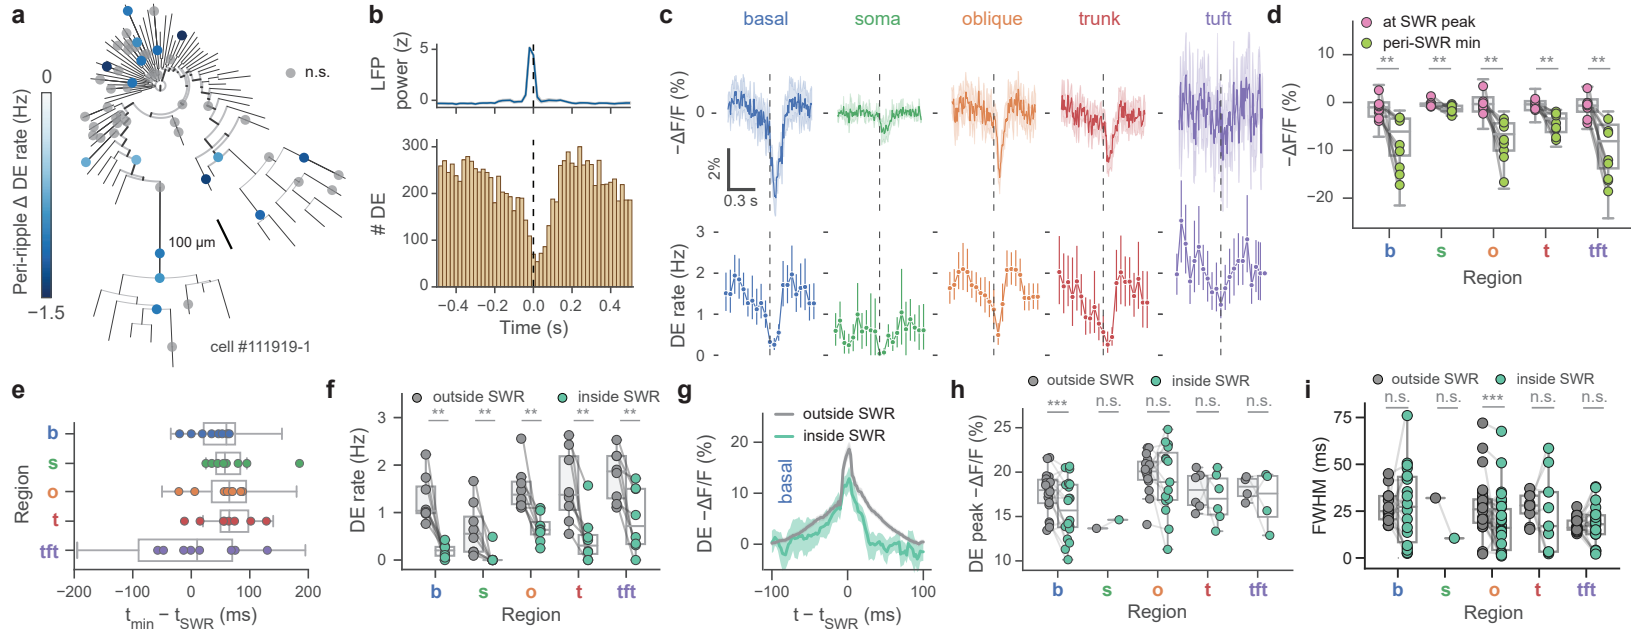 a
Peri-ripple Δ DE rate (Hz)
0
−1.5
n.s.
100 μm
cell #111919-1
b
LFP
power (z)
5
0
# DE
300
200
100
0
−0.4
−0.2
0.0
0.2
0.4
Time (s)
c
basal
soma
oblique
trunk
tuft
−ΔF/F (%)
0
2%
0.3 s
DE rate (Hz)
3
2
1
0
d
at SWR peak
peri-SWR min
−ΔF/F (%)
10
0
−10
−20
**
**
**
**
**
b
s
o
t
tft
Region
e
Region
b
s
o
t
tft
−200
−100
0
100
200
tmin − tSWR (ms)
f
outside SWR
inside SWR
DE rate (Hz)
3
2
1
0
**
**
**
**
**
b
s
o
t
tft
Region
g
outside SWR
inside SWR
basal
DE −ΔF/F (%)
20
10
0
−100
0
100
t − tSWR (ms)
h
outside SWR
inside SWR
DE peak −ΔF/F (%)
25
20
15
10
***
n.s.
n.s.
n.s.
n.s.
b
s
o
t
tft
Region
i
outside SWR
inside SWR
FWHM (ms)
75
50
25
0
n.s.
n.s.
***
n.s.
n.s.
b
s
o
t
tft
Region